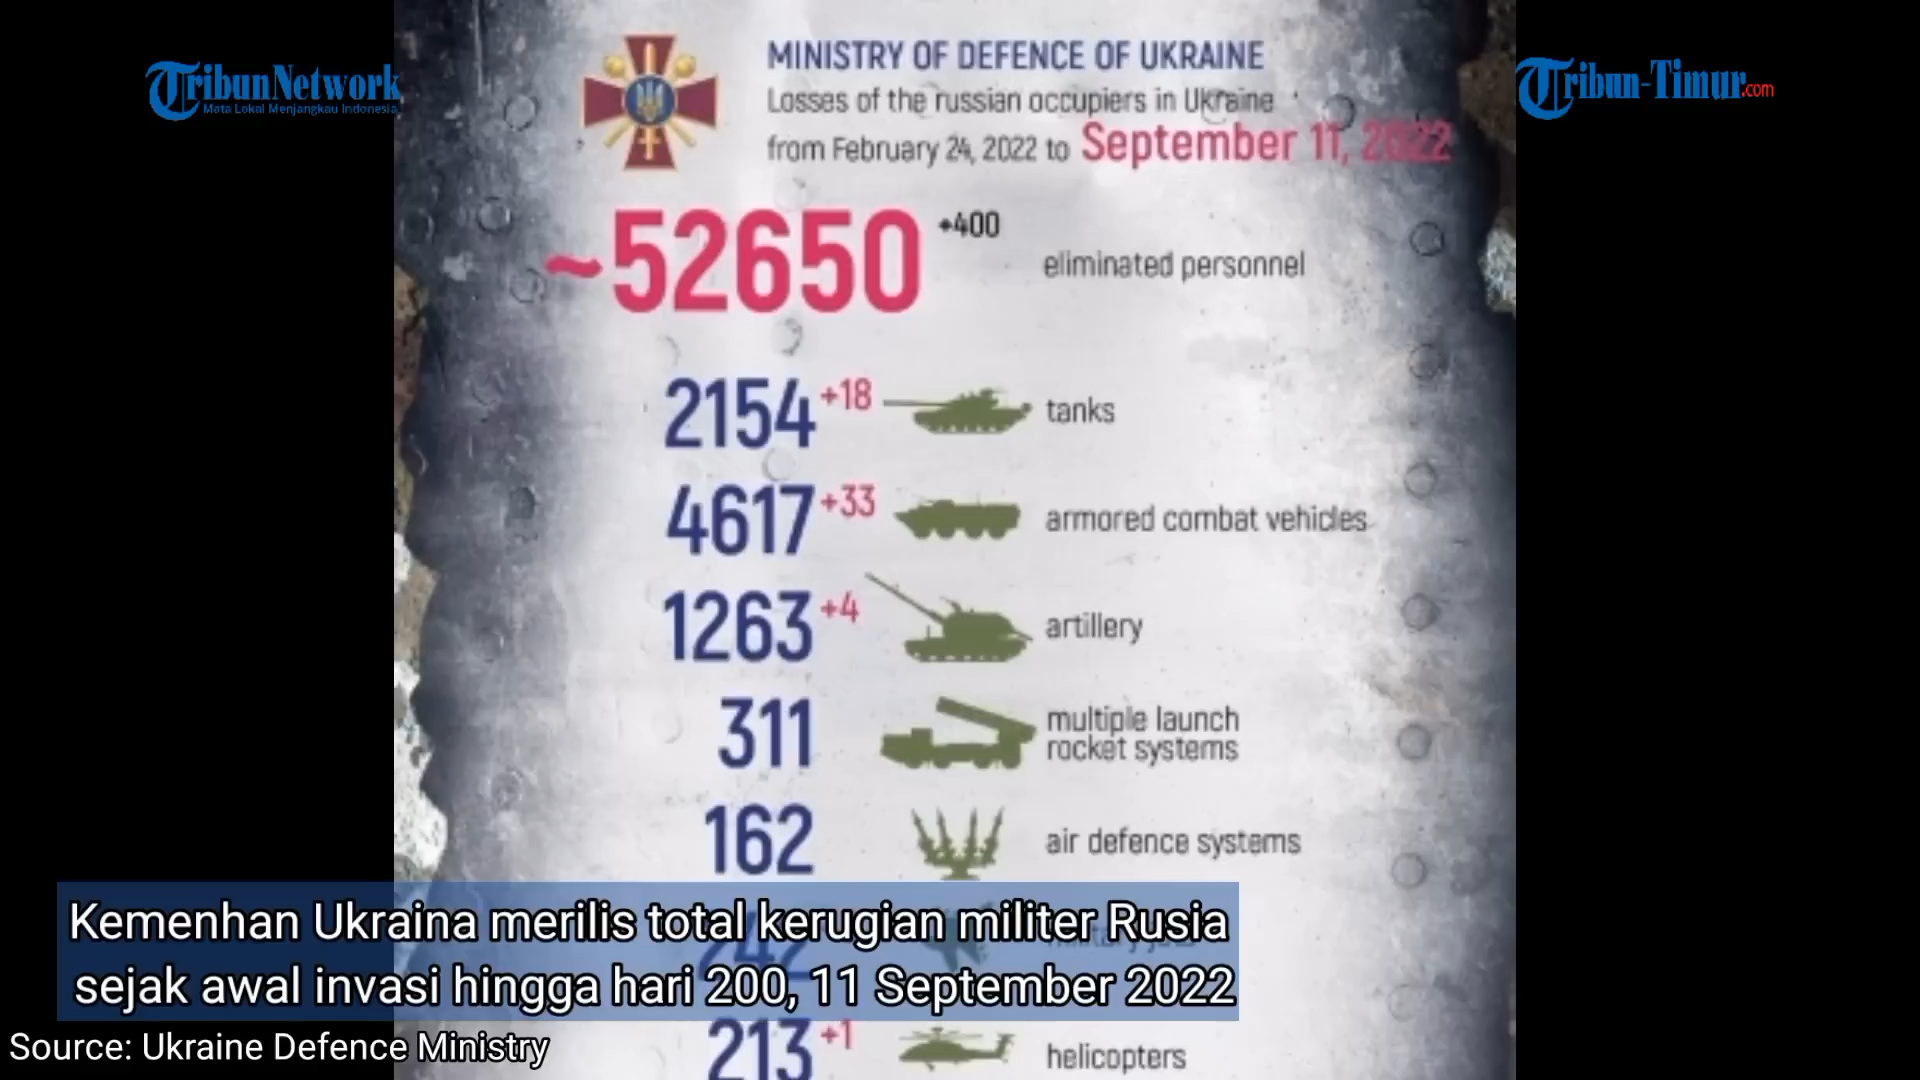 TribunNetwork
Mata Lokal Menjangkau Indonesia
Tribun-Timur.com
MINISTRY OF DEFENCE OF UKRAINE
Losses of the russian occupiers in Ukraine
from February 24, 2022 to September 11, 2022
~52650 +400 eliminated personnel
2154 +18 tanks
4617 +33 armored combat vehicles
1263 +4 artillery
311 multiple launch
rocket systems
162 air defence systems
242
Kemenhan Ukraina merilis total kerugian militer Rusia
sejak awal invasi hingga hari 200, 11 September 2022
213 +1 helicopters
Source: Ukraine Defence Ministry